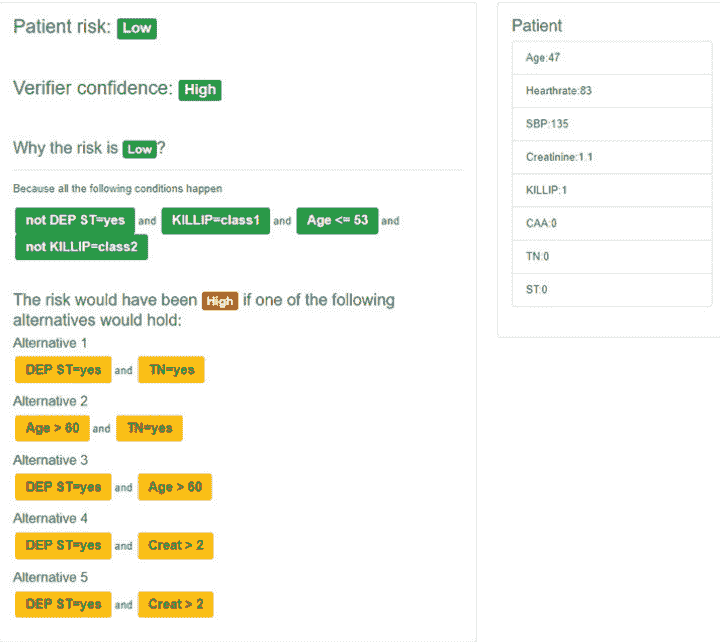 Patient risk: Low
Verifier confidence: High
Why the risk is Low?
Because all the following conditions happen
not DEP ST=yes and KILLIP=class1 and Age <= 53 and
not KILLIP=class2
The risk would have been High if one of the following
alternatives would hold:
Alternative 1
DEP ST=yes and TN=yes
Alternative 2
Age > 60 and TN=yes
Alternative 3
DEP ST=yes and Age > 60
Alternative 4
DEP ST=yes and Creat > 2
Alternative 5
DEP ST=yes and Creat > 2
Patient
Age:47
Hearthrate:83
SBP:135
Creatinine:1.1
KILLIP:1
CAA:0
TN:0
ST:0